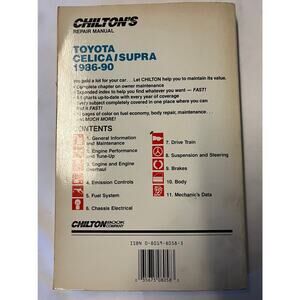 CHILTON'S
REPAIR MANUAL
TOYOTA
CELICA/SUPRA
1986-90
You paid a lot for your car . . . Let CHILTON help you to maintain its value.
• Complete chapter on owner maintenance
• Expanded index to help you find whatever you want — FAST!
• All charts up-to-date with every year of coverage
• Every subject completely covered in one place where you can
find it FAST!
pages of color on fuel economy, body repair, maintenance
MUCH MORE!
CONTENTS
1. General Information
and Maintenance
2. Engine Performance
and Tune-Up
3. Engine and Engine
Overhaul
4. Emission Controls
5. Fuel System
6. Chassis Electrical
7. Drive Train
8. Suspension and Steering
9. Brakes
10. Body
11. Mechanic's Data
CHILTON BOOK
COMPANY
ISBN 0-8019-8058-3